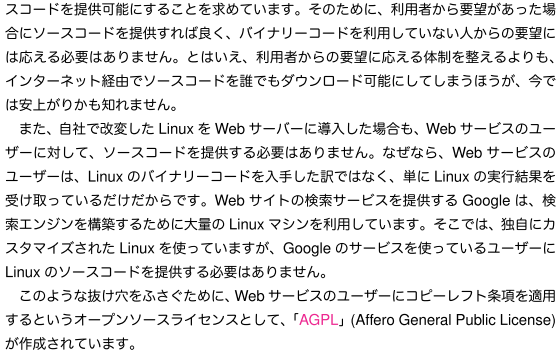 スコードを提供可能にすることを求めています。そのために、利用者から要望があった場
合にソースコードを提供すれば良く、バイナリーコードを利用していない人からの要望に
は応える必要はありません。とはいえ、利用者からの要望に応える体制を整えるよりも、
インターネット経由でソースコードを誰でもダウンロード可能にしてしまうほうが、今で
は安上がりかも知れません。
また、自社で改変した Linux を Web サーバーに導入した場合も、Web サービスのユー
ザーに対して、ソースコードを提供する必要はありません。なぜなら、Web サービスの
ユーザーは、Linux のバイナリーコードを入手した訳ではなく、単に Linux の実行結果を
受け取っているだけだからです。Web サイトの検索サービスを提供する Google は、検
索エンジンを構築するために大量の Linux マシンを利用しています。そこでは、独自にカ
スタマイズされた Linux を使っていますが、Google のサービスを使っているユーザーに
Linux のソースコードを提供する必要はありません。
このような抜け穴をふさぐために、Web サービスのユーザーにコピーレフト条項を適用
するというオープンソースライセンスとして、「AGPL」(Affero General Public License)
が作成されています。